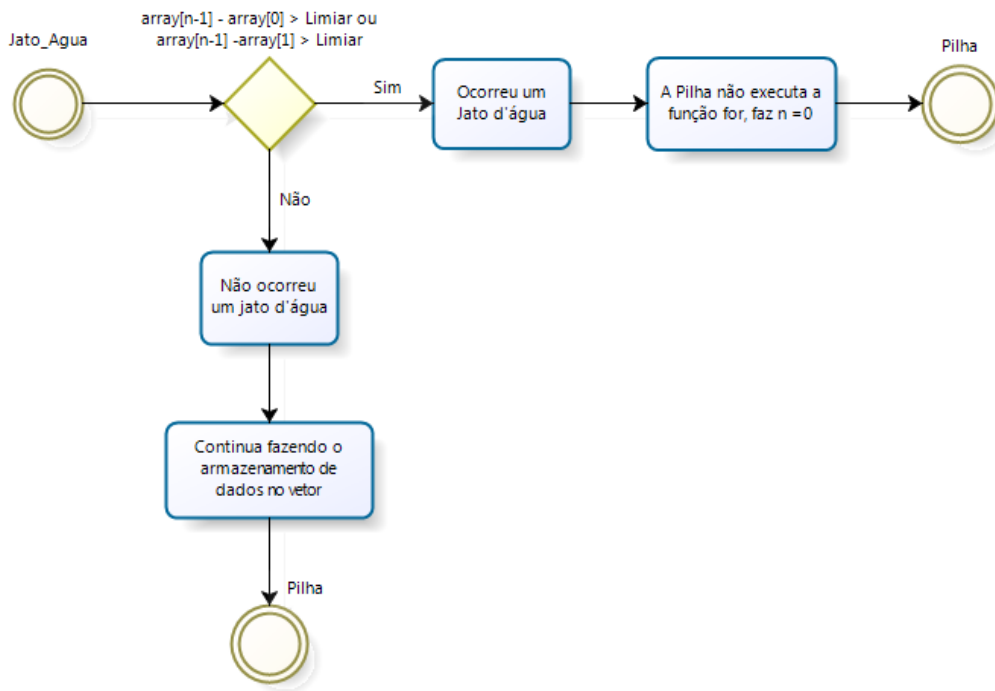 array[n-1] - array[0] > Limiar ou
array[n-1] -array[1] > Limiar
Jato_Agua
Sim
Ocorreu um
Jato d'água
A Pilha não executa a
função for, faz n =0
Pilha
Não
Não ocorreu
um jato d'água
Continua fazendo o
armazenamento de
dados no vetor
Pilha